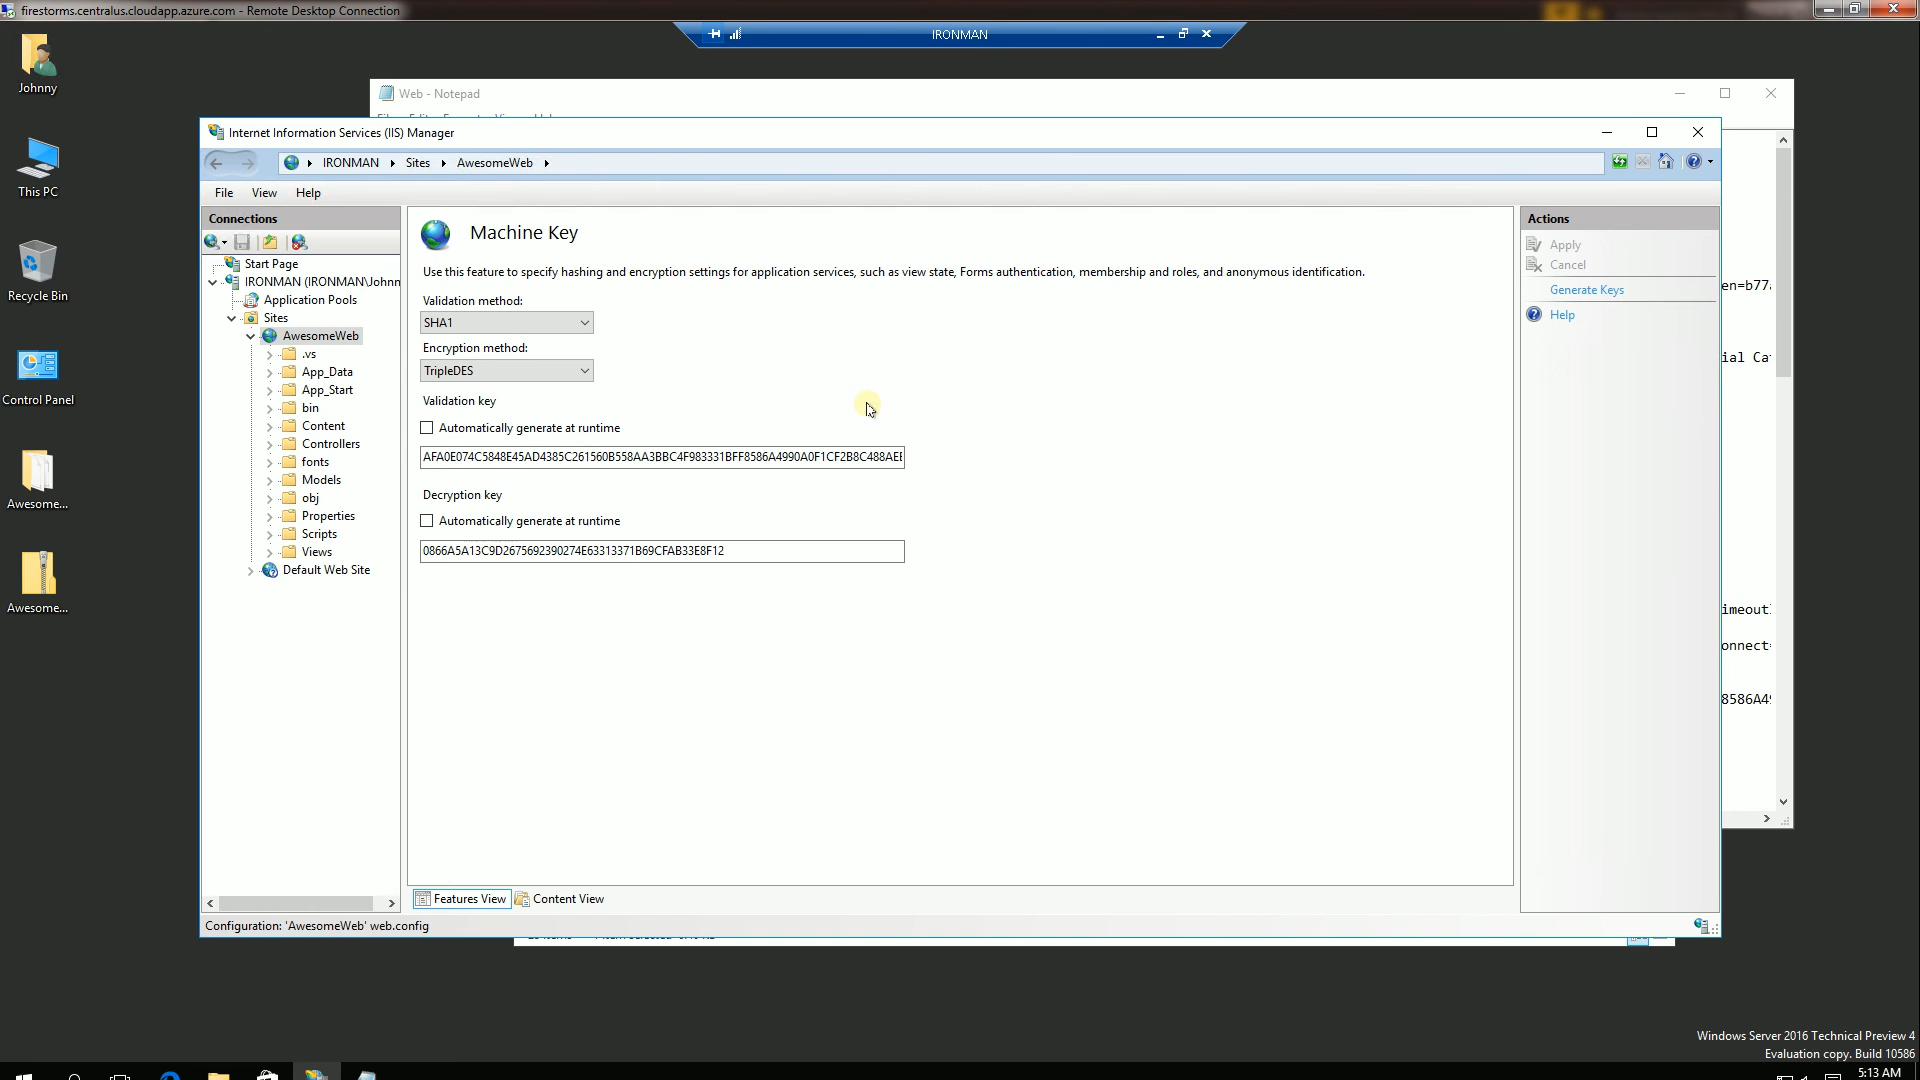 firestorms.centralus.cloudapp.azure.com - Remote Desktop Connection
IRONMAN
Johnny
This PC
Recycle Bin
Control Panel
Awesome...
Awesome...
Web - Notepad
Internet Information Services (IIS) Manager
IRONMAN Sites AwesomeWeb
File View Help
Connections
Start Page
IRONMAN (IRONMAN\Johnn
Application Pools
Sites
AwesomeWeb
.vs
App_Data
App_Start
bin
Content
Controllers
fonts
Models
obj
Properties
Scripts
Views
Default Web Site
Machine Key
Use this feature to specify hashing and encryption settings for application services, such as view state, Forms authentication, membership and roles, and anonymous identification.
Validation method:
SHA1
Encryption method:
TripleDES
Validation key
Automatically generate at runtime
AFA0E074C5848E45AD4385C261560B558AA3BBC4F983331BFF8586A4990A0F1CF2B8C488AEE
Decryption key
Automatically generate at runtime
0866A5A13C9D2675692390274E63313371B69CFAB33E8F12
Features View Content View
Configuration: 'AwesomeWeb' web.config
Actions
Apply
Cancel
Generate Keys
Help
en=b77a
ial Ca
imeout
onnect
8586A4
Windows Server 2016 Technical Preview 4
Evaluation copy. Build 10586
5:13 AM